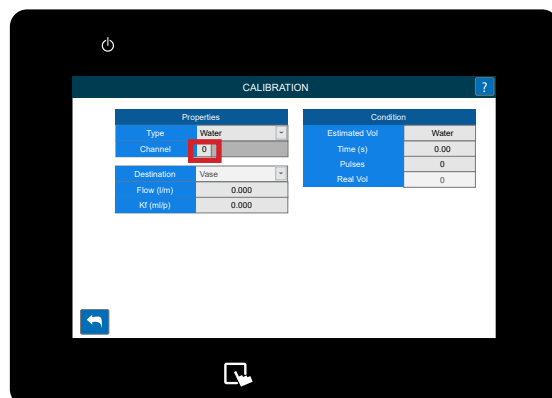 CALIBRATION ?
Properties
Type Water
Channel 0
Destination Vase
Flow (l/m) 0.000
Kf (ml/p) 0.000
Condition
Estimated Vol Water
Time (s) 0.00
Pulses 0
Real Vol 0